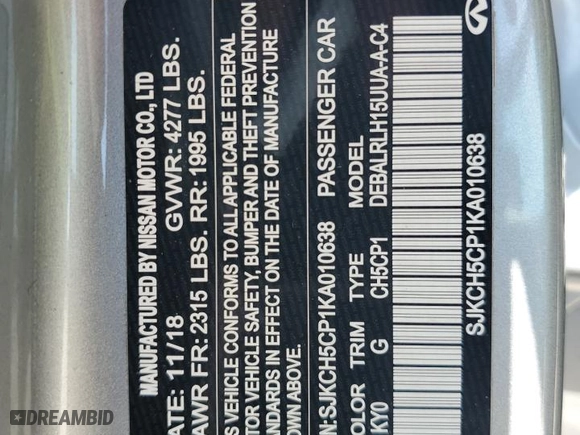 MANUFACTURED BY NISSAN MOTOR CO., LTD
ATE: 11/18 GVWR: 4277 LBS.
AWR FR: 2315 LBS. RR: 1995 LBS.
S VEHICLE CONFORMS TO ALL APPLICABLE FEDERAL
TOR VEHICLE SAFETY, BUMPER AND THEFT PREVENTION
ANDARDS IN EFFECT ON THE DATE OF MANUFACTURE
OWN ABOVE.
N:SJKCH5CP1KA010638 PASSENGER CAR
OLOR TRIM TYPE MODEL
KY0 G CH5CP1 DEBALRLH15UUA-A-C4
SJKCH5CP1KA010638
DREAMBID